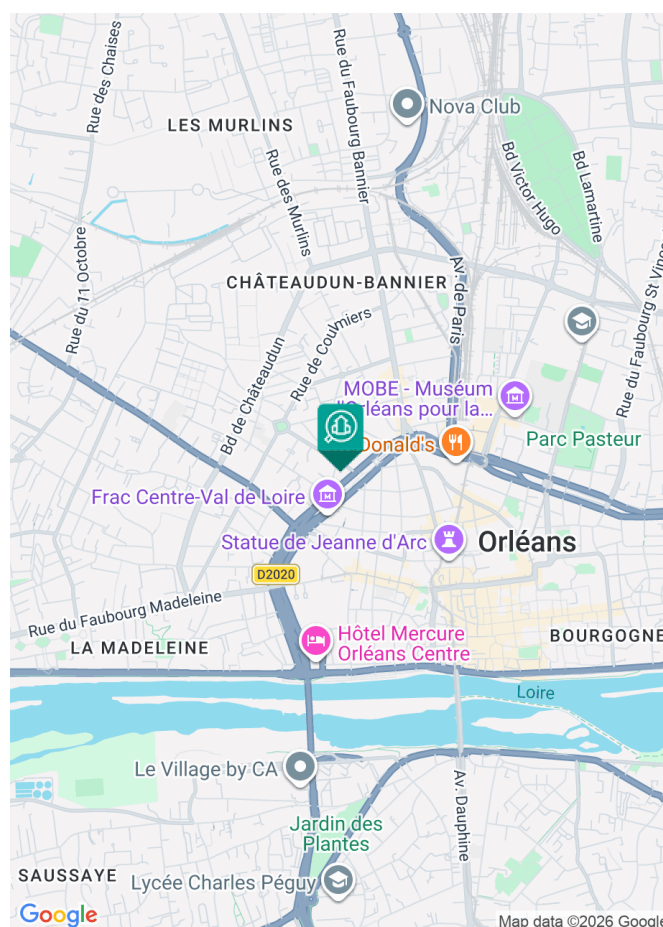 Rue des Chaises
Rue du Faubourg Bannier
Nova Club
LES MURLINS
Bd Victor Hugo
Bd Lamartine
Rue des Murlins
Rue du 11 Octobre
CHÂTEAUDUN-BANNIER
Av. de Paris
Rue du Faubourg St Vinc
Rue de Coulmiers
Bd de Châteaudun
MOBE - Muséum
d'Orléans pour la...
Donald's
Parc Pasteur
Frac Centre-Val de Loire
Statue de Jeanne d'Arc
Orléans
D2020
Rue du Faubourg Madeleine
Hôtel Mercure
Orléans Centre
LA MADELEINE
BOURGOGNE
Loire
Le Village by CA
Av. Dauphine
Jardin des
Plantes
SAUSSAYE
Lycée Charles Péguy
Google
Map data ©2026 Google